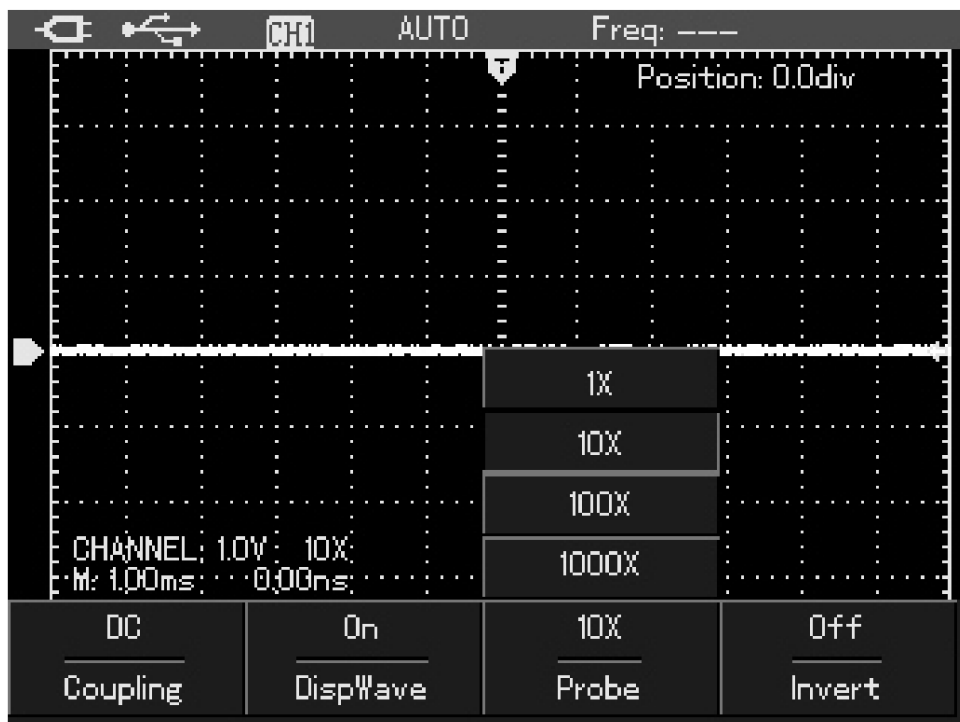 CH1 AUTO Freq: ---
T
Position: 0.0div
1X
10X
100X
1000X
CHANNEL: 1.0V 10X
M: 1.00ms 0.00ns
DC On 10X Off
Coupling DispWave Probe Invert